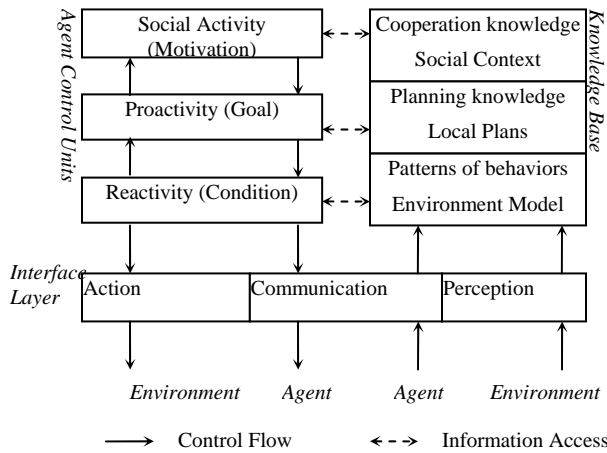 Agent Control Units
Social Activity
(Motivation)
Proactivity (Goal)
Reactivity (Condition)
Cooperation knowledge
Social Context
Planning knowledge
Local Plans
Patterns of behaviors
Environment Model
Knowledge Base
Interface
Layer
Action
Communication
Perception
Environment
Agent
Agent
Environment
Control Flow
Information Access